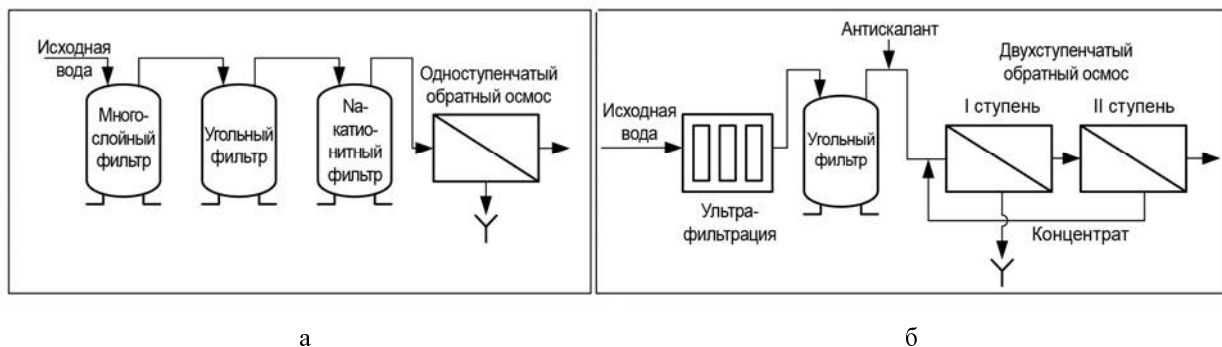 Исходная
вода
Много-
слойный
фильтр
Угольный
фильтр
Na-
катио-
нитный
фильтр
Одноступенчатый
обратный осмос
Антискалант
Двухступенчатый
обратный осмос
Исходная
вода
Ультра-
фильтрация
Угольный
фильтр
I ступень
II ступень
Концентрат
а
б